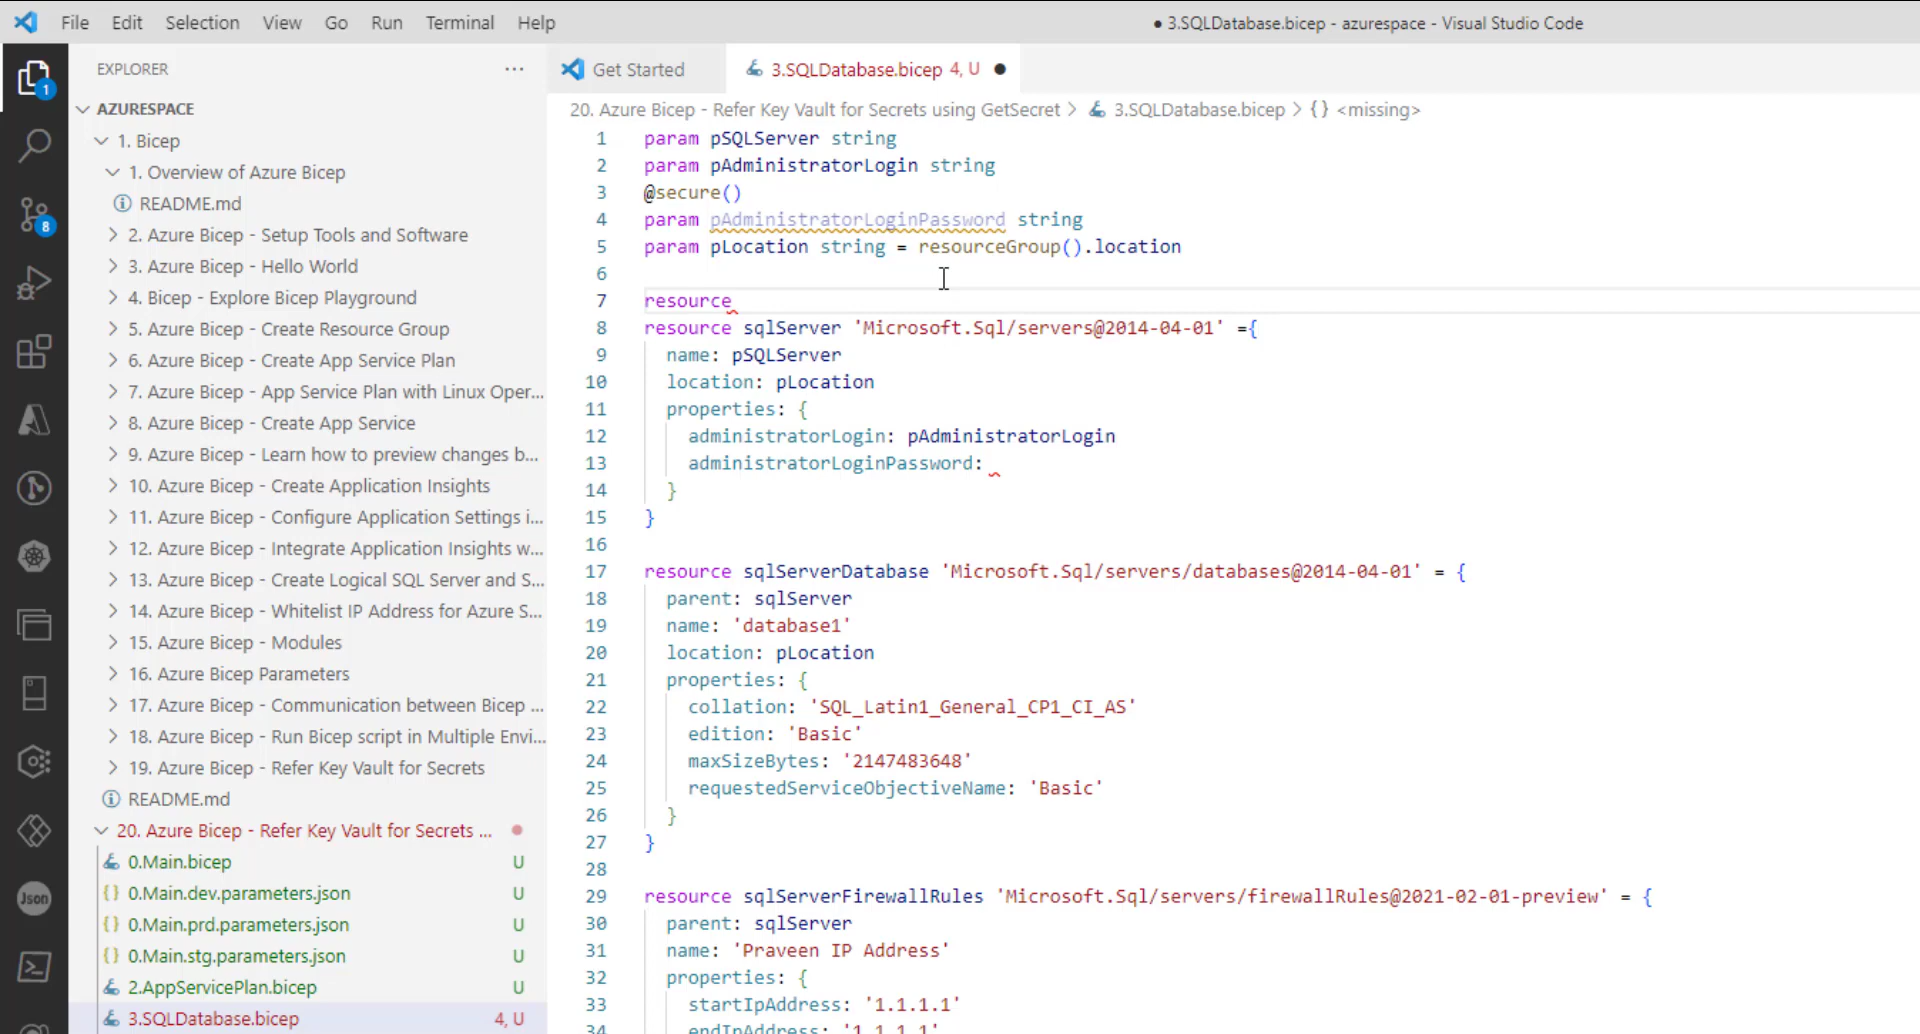 File Edit Selection View Go Run Terminal Help
● 3.SQLDatabase.bicep - azurespace - Visual Studio Code
EXPLORER ...
AZURESPACE
1. Bicep
1. Overview of Azure Bicep
README.md
2. Azure Bicep - Setup Tools and Software
3. Azure Bicep - Hello World
4. Bicep - Explore Bicep Playground
5. Azure Bicep - Create Resource Group
6. Azure Bicep - Create App Service Plan
7. Azure Bicep - App Service Plan with Linux Oper...
8. Azure Bicep - Create App Service
9. Azure Bicep - Learn how to preview changes b...
10. Azure Bicep - Create Application Insights
11. Azure Bicep - Configure Application Settings i...
12. Azure Bicep - Integrate Application Insights w...
13. Azure Bicep - Create Logical SQL Server and S...
14. Azure Bicep - Whitelist IP Address for Azure S...
15. Azure Bicep - Modules
16. Azure Bicep Parameters
17. Azure Bicep - Communication between Bicep ...
18. Azure Bicep - Run Bicep script in Multiple Envi...
19. Azure Bicep - Refer Key Vault for Secrets
README.md
20. Azure Bicep - Refer Key Vault for Secrets ...
0.Main.bicep U
{} 0.Main.dev.parameters.json U
{} 0.Main.prd.parameters.json U
{} 0.Main.stg.parameters.json U
2.AppServicePlan.bicep U
3.SQLDatabase.bicep 4, U
1
8
Json
Get Started
3.SQLDatabase.bicep 4, U ●
20. Azure Bicep - Refer Key Vault for Secrets using GetSecret > 3.SQLDatabase.bicep > {} <missing>
1 param pSQLServer string
2 param pAdministratorLogin string
3 @secure()
4 param pAdministratorLoginPassword string
5 param pLocation string = resourceGroup().location
6
7 resource
8 resource sqlServer 'Microsoft.Sql/servers@2014-04-01' ={
9 name: pSQLServer
10 location: pLocation
11 properties: {
12 administratorLogin: pAdministratorLogin
13 administratorLoginPassword:
14 }
15 }
16
17 resource sqlServerDatabase 'Microsoft.Sql/servers/databases@2014-04-01' = {
18 parent: sqlServer
19 name: 'database1'
20 location: pLocation
21 properties: {
22 collation: 'SQL_Latin1_General_CP1_CI_AS'
23 edition: 'Basic'
24 maxSizeBytes: '2147483648'
25 requestedServiceObjectiveName: 'Basic'
26 }
27 }
28
29 resource sqlServerFirewallRules 'Microsoft.Sql/servers/firewallRules@2021-02-01-preview' = {
30 parent: sqlServer
31 name: 'Praveen IP Address'
32 properties: {
33 startIpAddress: '1.1.1.1'
34 endIpAddress: '1.1.1.1'